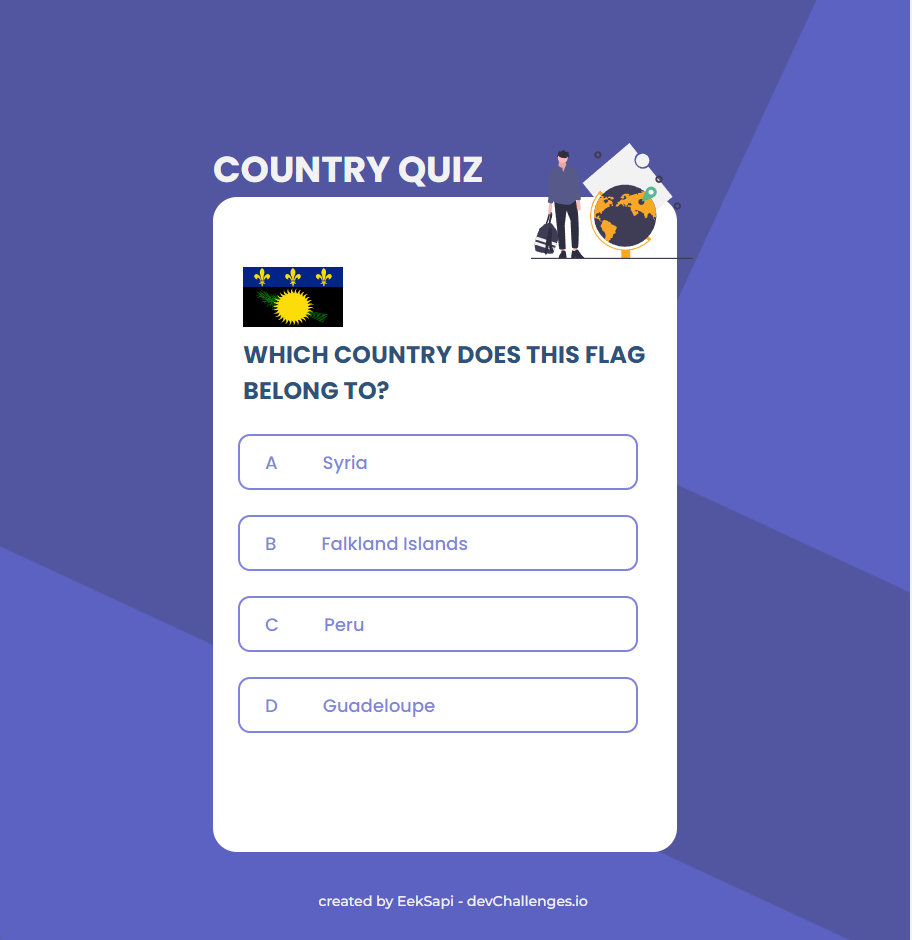 COUNTRY QUIZ
WHICH COUNTRY DOES THIS FLAG
BELONG TO?
A Syria
B Falkland Islands
C Peru
D Guadeloupe
created by EekSapi - devChallenges.io